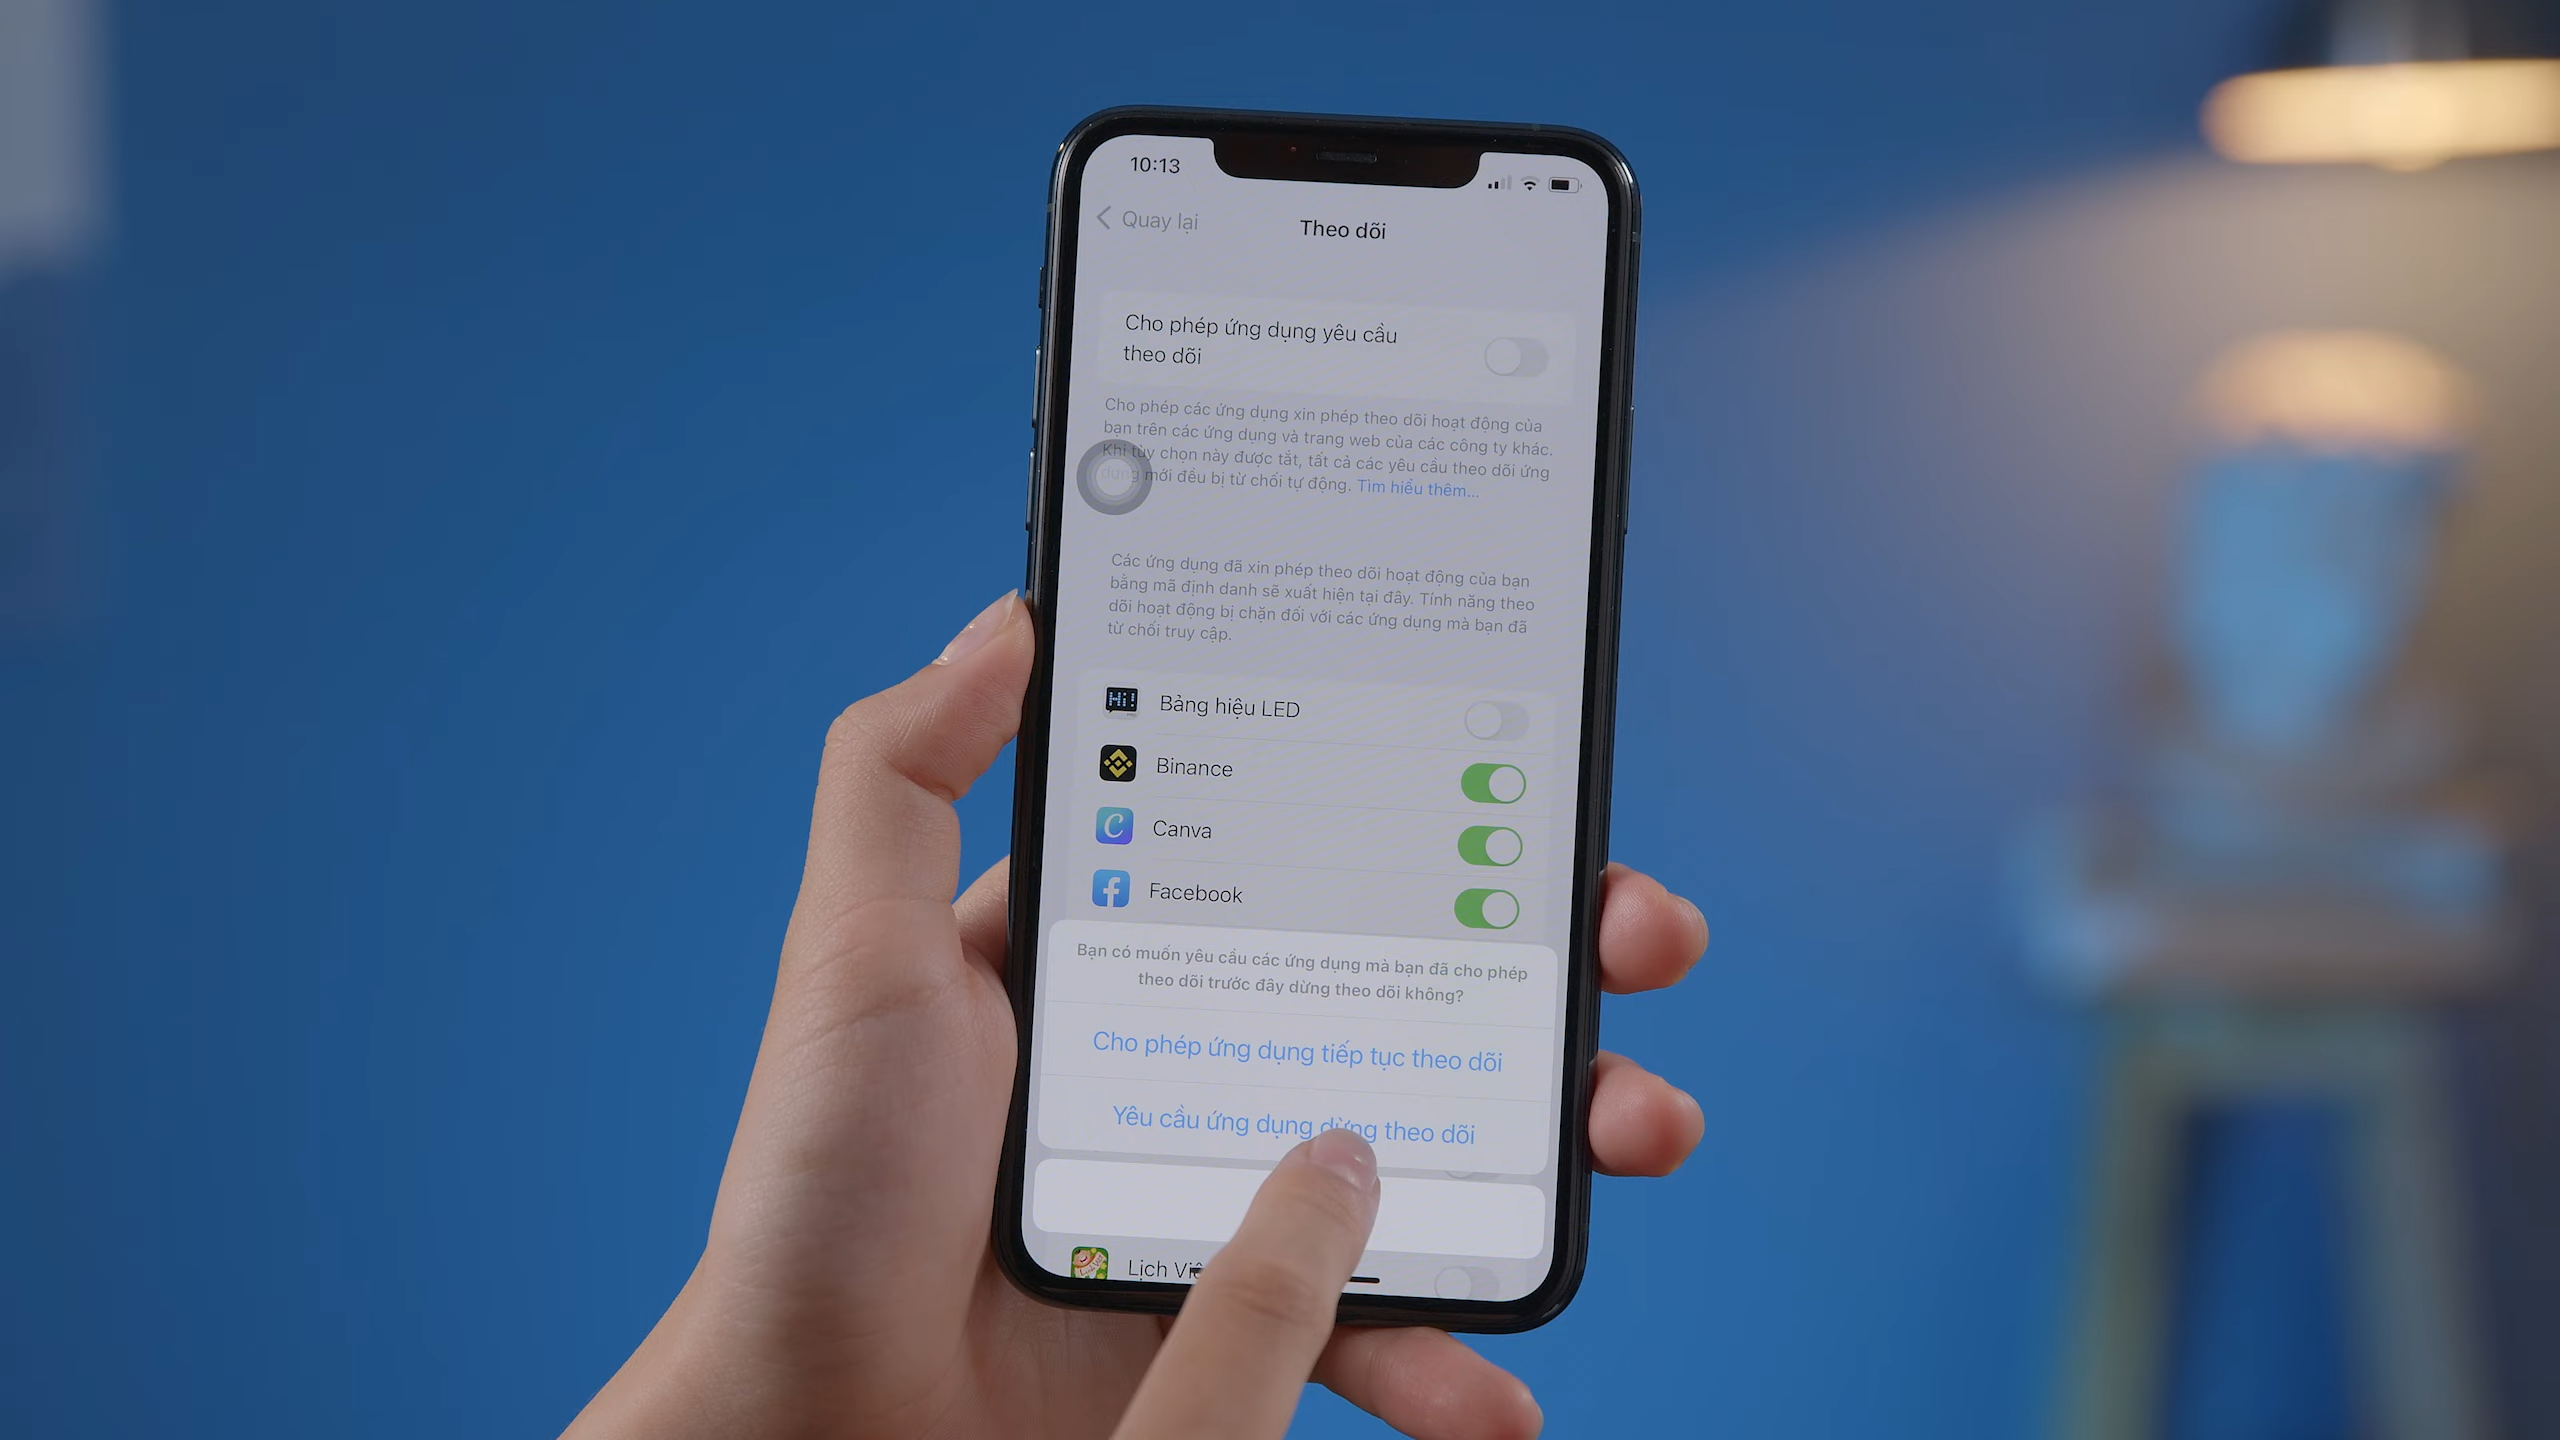 10:13
Quay lại
Theo dõi
Cho phép ứng dụng yêu cầu
theo dõi
Cho phép các ứng dụng xin phép theo dõi hoạt động của
bạn trên các ứng dụng và trang web của các công ty khác.
Khi tùy chọn này được tắt, tất cả các yêu cầu theo dõi ứng
dụng mới đều bị từ chối tự động. Tìm hiểu thêm...
Các ứng dụng đã xin phép theo dõi hoạt động của bạn
bằng mã định danh sẽ xuất hiện tại đây. Tính năng theo
dõi hoạt động bị chặn đối với các ứng dụng mà bạn đã
từ chối truy cập.
Hi!
Bảng hiệu LED
Binance
Canva
Facebook
Bạn có muốn yêu cầu các ứng dụng mà bạn đã cho phép
theo dõi trước đây dừng theo dõi không?
Cho phép ứng dụng tiếp tục theo dõi
Yêu cầu ứng dụng dừng theo dõi
Lịch